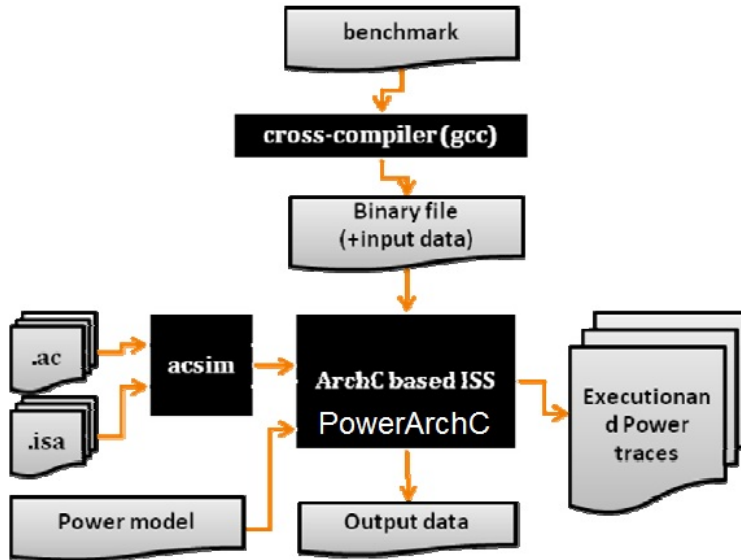 benchmark
cross-compiler(gcc)
Binary file
(+input data)
.ac
acsim
ArchC based ISS
PowerArchC
Executionan
d Power
traces
.isa
Power model
Output data